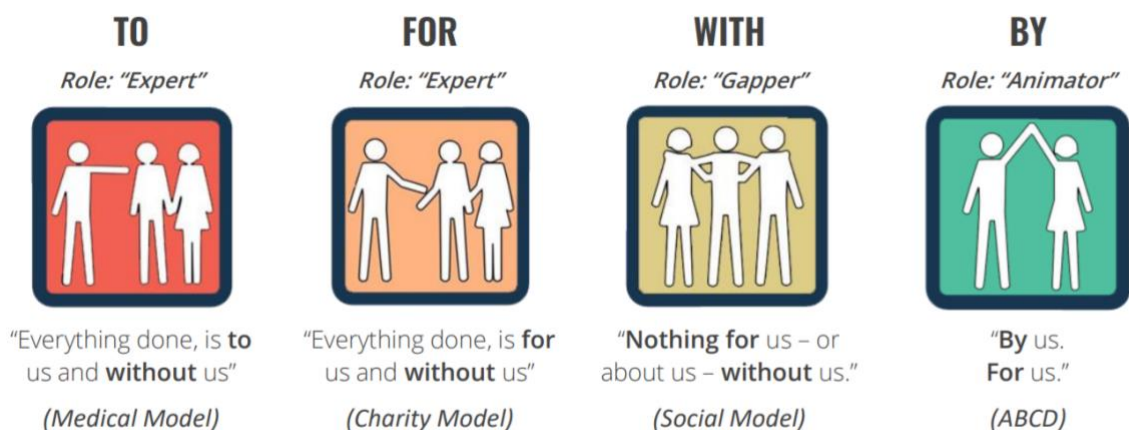 TO
Role: “Expert”
“Everything done, is to
us and without us”
(Medical Model)
FOR
Role: “Expert”
“Everything done, is for
us and without us”
(Charity Model)
WITH
Role: “Gapper”
“Nothing for us – or
about us – without us.”
(Social Model)
BY
Role: “Animator”
“By us.
For us.”
(ABCD)